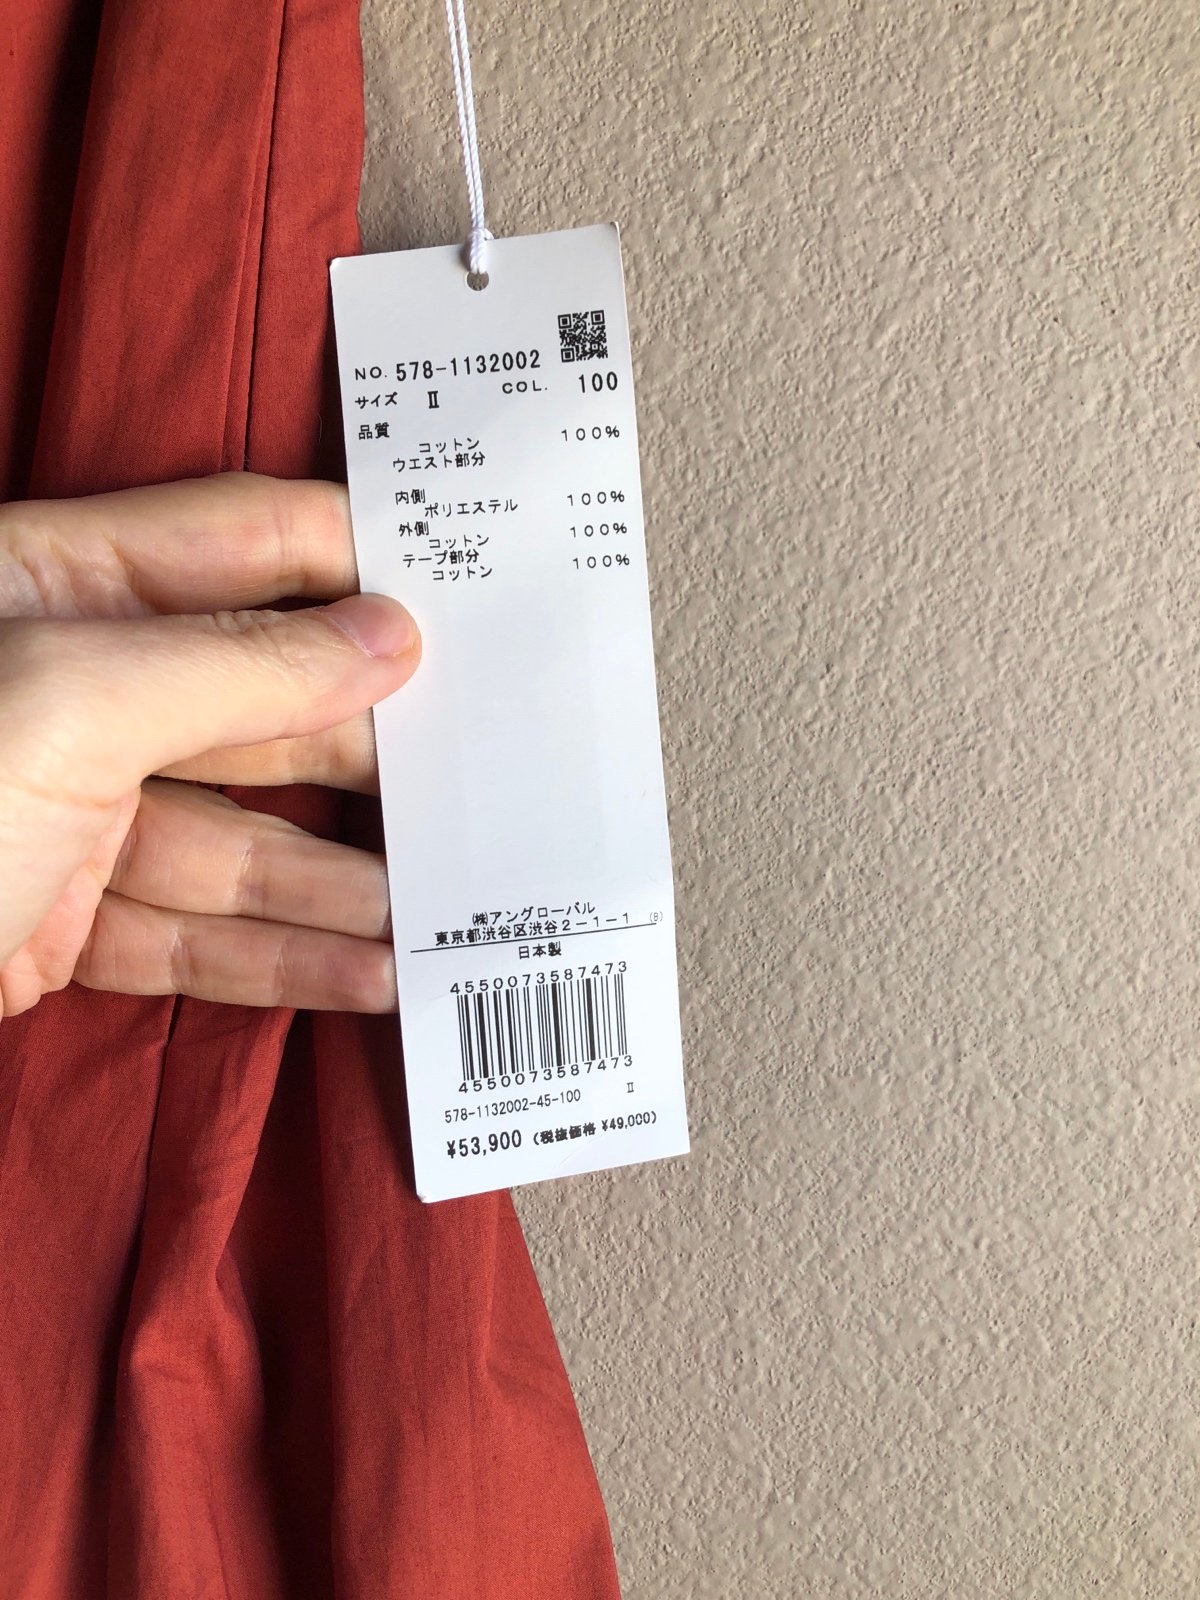 NO. 578-1132002
サイズ Ⅱ COL. 100
品質
コットン 100%
ウエスト部分
内側
ポリエステル 100%
外側
コットン 100%
テープ部分
コットン 100%
㈱アングローバル
東京都渋谷区渋谷2-1-1 (B)
日本製
4550073587473
4550073587473
578-1132002-45-100 Ⅱ
¥53,900 (税抜価格 ¥49,000)